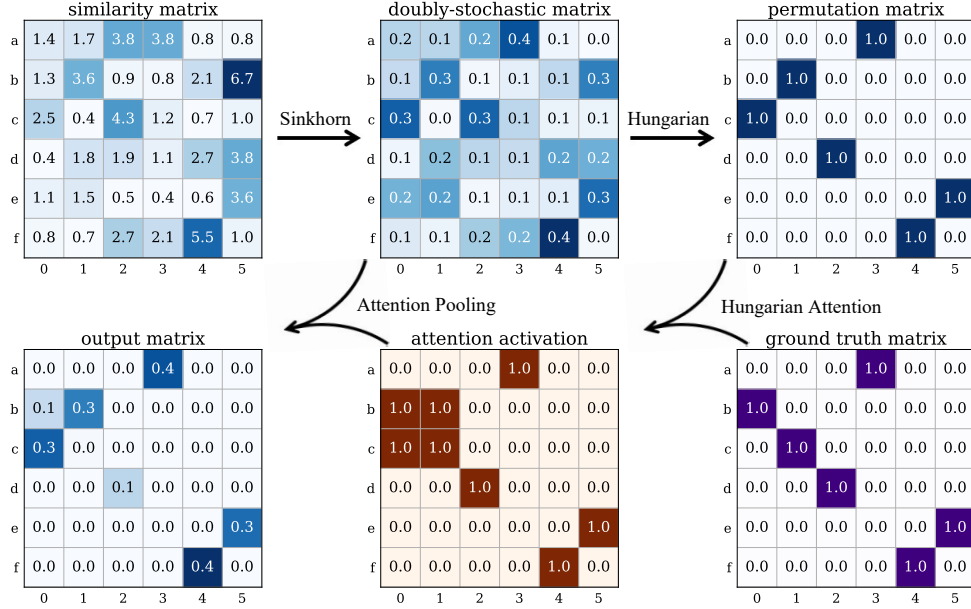 similarity matrix
a 1.4 1.7 3.8 3.8 0.8 0.8
b 1.3 3.6 0.9 0.8 2.1 6.7
c 2.5 0.4 4.3 1.2 0.7 1.0
d 0.4 1.8 1.9 1.1 2.7 3.8
e 1.1 1.5 0.5 0.4 0.6 3.6
f 0.8 0.7 2.7 2.1 5.5 1.0
0 1 2 3 4 5
Sinkhorn
doubly-stochastic matrix
a 0.2 0.1 0.2 0.4 0.1 0.0
b 0.1 0.3 0.1 0.1 0.1 0.3
c 0.3 0.0 0.3 0.1 0.1 0.1
d 0.1 0.2 0.1 0.1 0.2 0.2
e 0.2 0.2 0.1 0.1 0.1 0.3
f 0.1 0.1 0.2 0.2 0.4 0.0
0 1 2 3 4 5
Hungarian
permutation matrix
a 0.0 0.0 0.0 1.0 0.0 0.0
b 0.0 1.0 0.0 0.0 0.0 0.0
c 1.0 0.0 0.0 0.0 0.0 0.0
d 0.0 0.0 1.0 0.0 0.0 0.0
e 0.0 0.0 0.0 0.0 0.0 1.0
f 0.0 0.0 0.0 0.0 1.0 0.0
0 1 2 3 4 5
Attention Pooling
Hungarian Attention
output matrix
a 0.0 0.0 0.0 0.4 0.0 0.0
b 0.1 0.3 0.0 0.0 0.0 0.0
c 0.3 0.0 0.0 0.0 0.0 0.0
d 0.0 0.0 0.1 0.0 0.0 0.0
e 0.0 0.0 0.0 0.0 0.0 0.3
f 0.0 0.0 0.0 0.0 0.4 0.0
0 1 2 3 4 5
attention activation
a 0.0 0.0 0.0 1.0 0.0 0.0
b 1.0 1.0 0.0 0.0 0.0 0.0
c 1.0 1.0 0.0 0.0 0.0 0.0
d 0.0 0.0 1.0 0.0 0.0 0.0
e 0.0 0.0 0.0 0.0 0.0 1.0
f 0.0 0.0 0.0 0.0 1.0 0.0
0 1 2 3 4 5
ground truth matrix
a 0.0 0.0 0.0 1.0 0.0 0.0
b 1.0 0.0 0.0 0.0 0.0 0.0
c 0.0 1.0 0.0 0.0 0.0 0.0
d 0.0 0.0 1.0 0.0 0.0 0.0
e 0.0 0.0 0.0 0.0 0.0 1.0
f 0.0 0.0 0.0 0.0 1.0 0.0
0 1 2 3 4 5